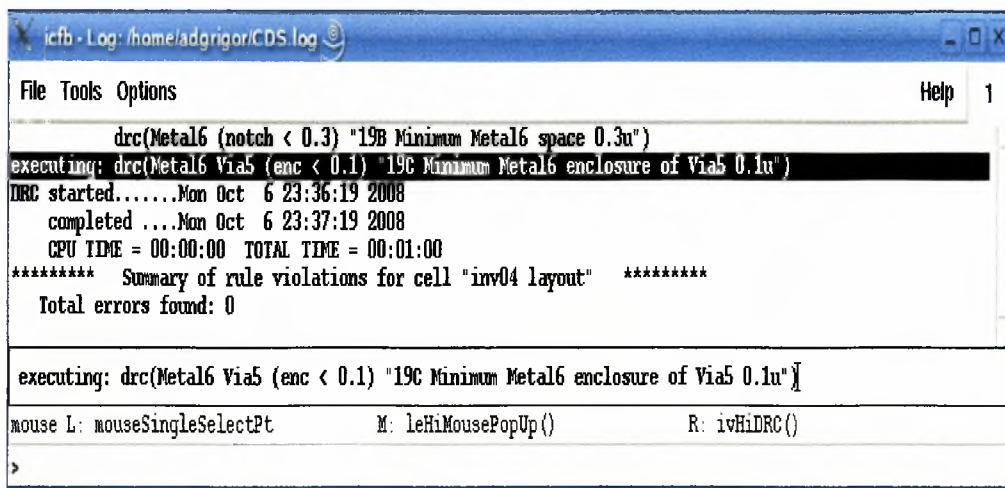 icfb - Log: /home/adgrigor/CDS.log
File Tools Options Help 1
drc(Metal6 (notch < 0.3) "19B Minimum Metal6 space 0.3u")
executing: drc(Metal6 Via5 (enc < 0.1) "19C Minimum Metal6 enclosure of Via5 0.1u")
DRC started.......Mon Oct 6 23:36:19 2008
completed ....Mon Oct 6 23:37:19 2008
CPU TIME = 00:00:00 TOTAL TIME = 00:01:00
********* Summary of rule violations for cell "inv04 layout" *********
Total errors found: 0
executing: drc(Metal6 Via5 (enc < 0.1) "19C Minimum Metal6 enclosure of Via5 0.1u")
mouse L: mouseSingleSelectPt M: leHiMousePopUp() R: ivHiDRC()
>